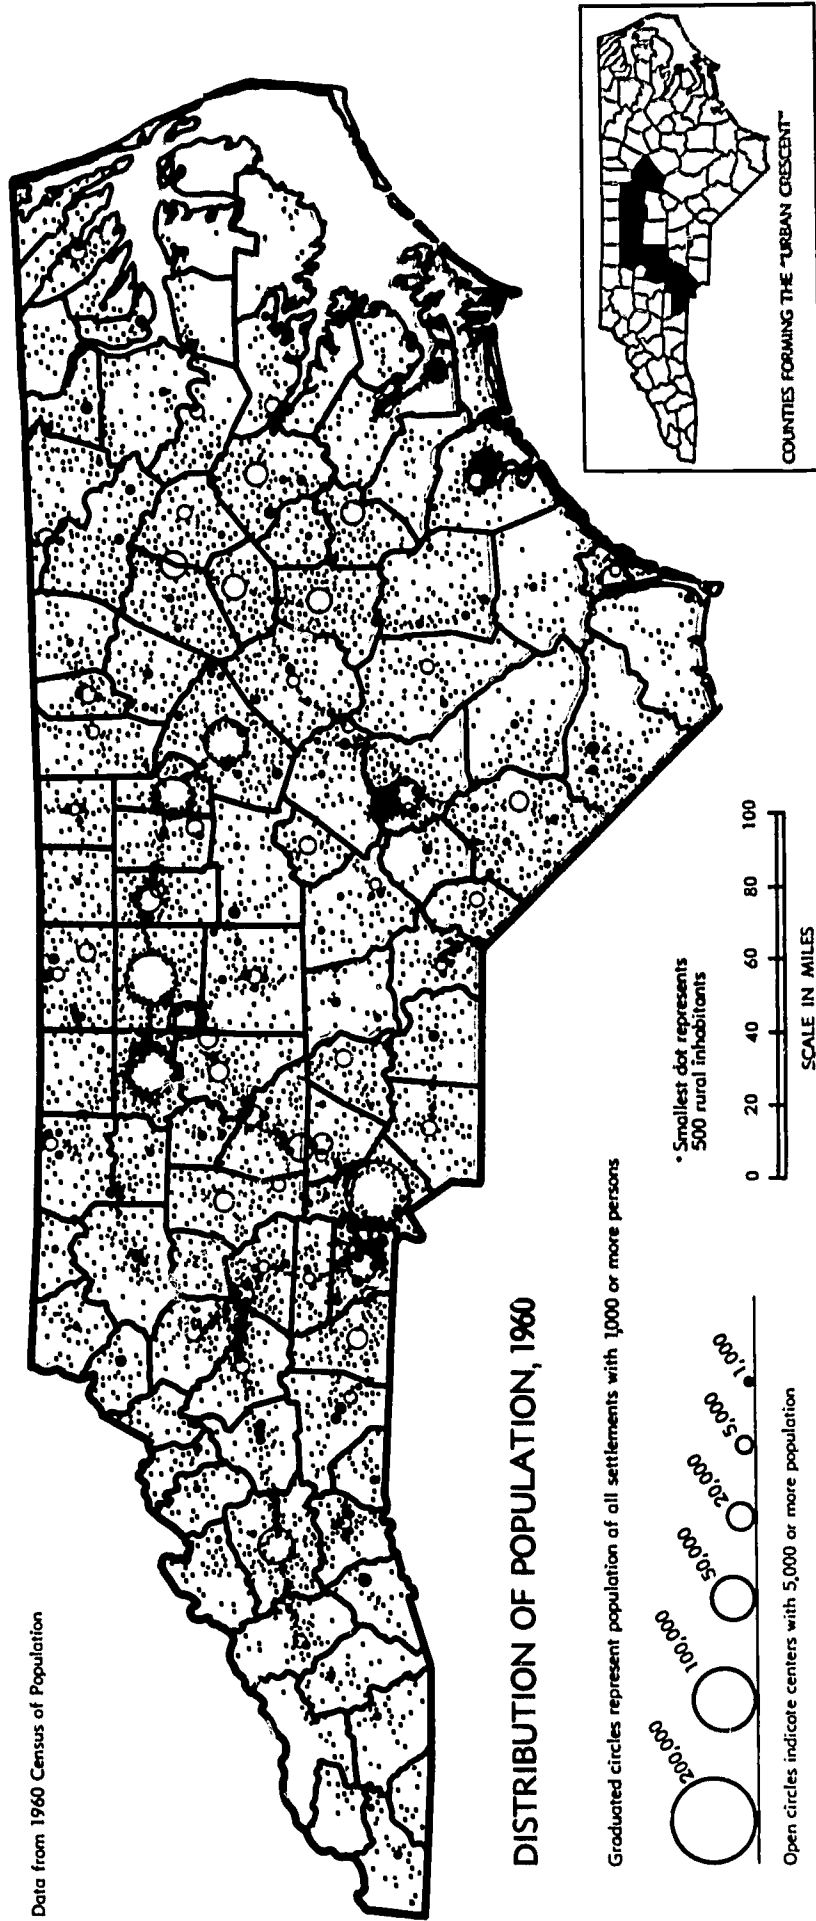 Data from 1960 Census of Population
DISTRIBUTION OF POPULATION, 1960
Graduated circles represent population of all settlements with 1,000 or more persons
200,000
100,000
50,000
20,000
5,000
1,000
Open circles indicate centers with 5,000 or more population
* Smallest dot represents
500 rural inhabitants
0 20 40 60 80 100
SCALE IN MILES
COUNTIES FORMING THE "URBAN CRESCENT"